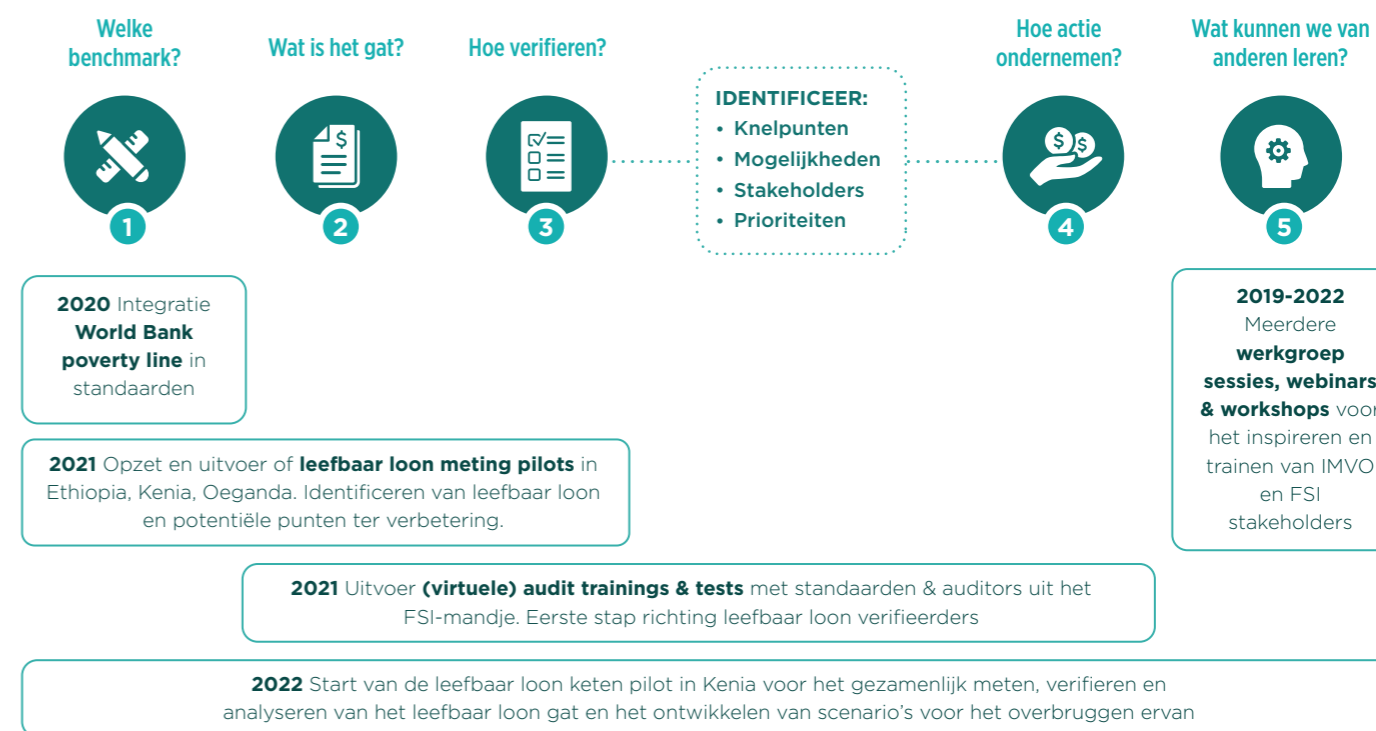 Welke
benchmark?
Wat is het gat?
Hoe verifieren?
Hoe actie
ondernemen?
Wat kunnen we van
anderen leren?
$
IDENTIFICEER:
• Knelpunten
• Mogelijkheden
• Stakeholders
• Prioriteiten
$ $
1
2
3
4
5
2020 Integratie
World Bank
poverty line in
standaarden
2019-2022
Meerdere
werkgroep
sessies, webinars
& workshops voor
het inspireren en
trainen van IMVO
en FSI
stakeholders
2021 Opzet en uitvoer of leefbaar loon meting pilots in
Ethiopia, Kenia, Oeganda. Identificeren van leefbaar loon
en potentiële punten ter verbetering.
2021 Uitvoer (virtuele) audit trainings & tests met standaarden & auditors uit het
FSI-mandje. Eerste stap richting leefbaar loon verifieerders
2022 Start van de leefbaar loon keten pilot in Kenia voor het gezamenlijk meten, verifieren en
analyseren van het leefbaar loon gat en het ontwikkelen van scenario's voor het overbruggen ervan